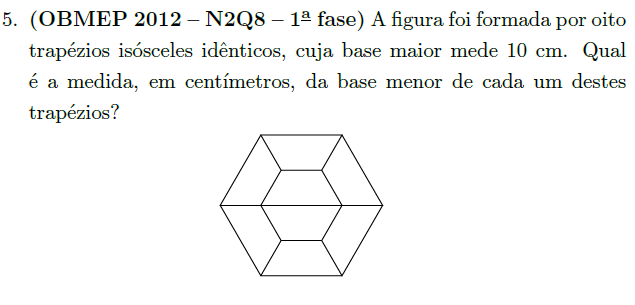 5. (OBMEP 2012 – N2Q8 – 1ª fase) A figura foi formada por oito
trapézios isósceles idênticos, cuja base maior mede 10 cm. Qual
é a medida, em centímetros, da base menor de cada um destes
trapézios?